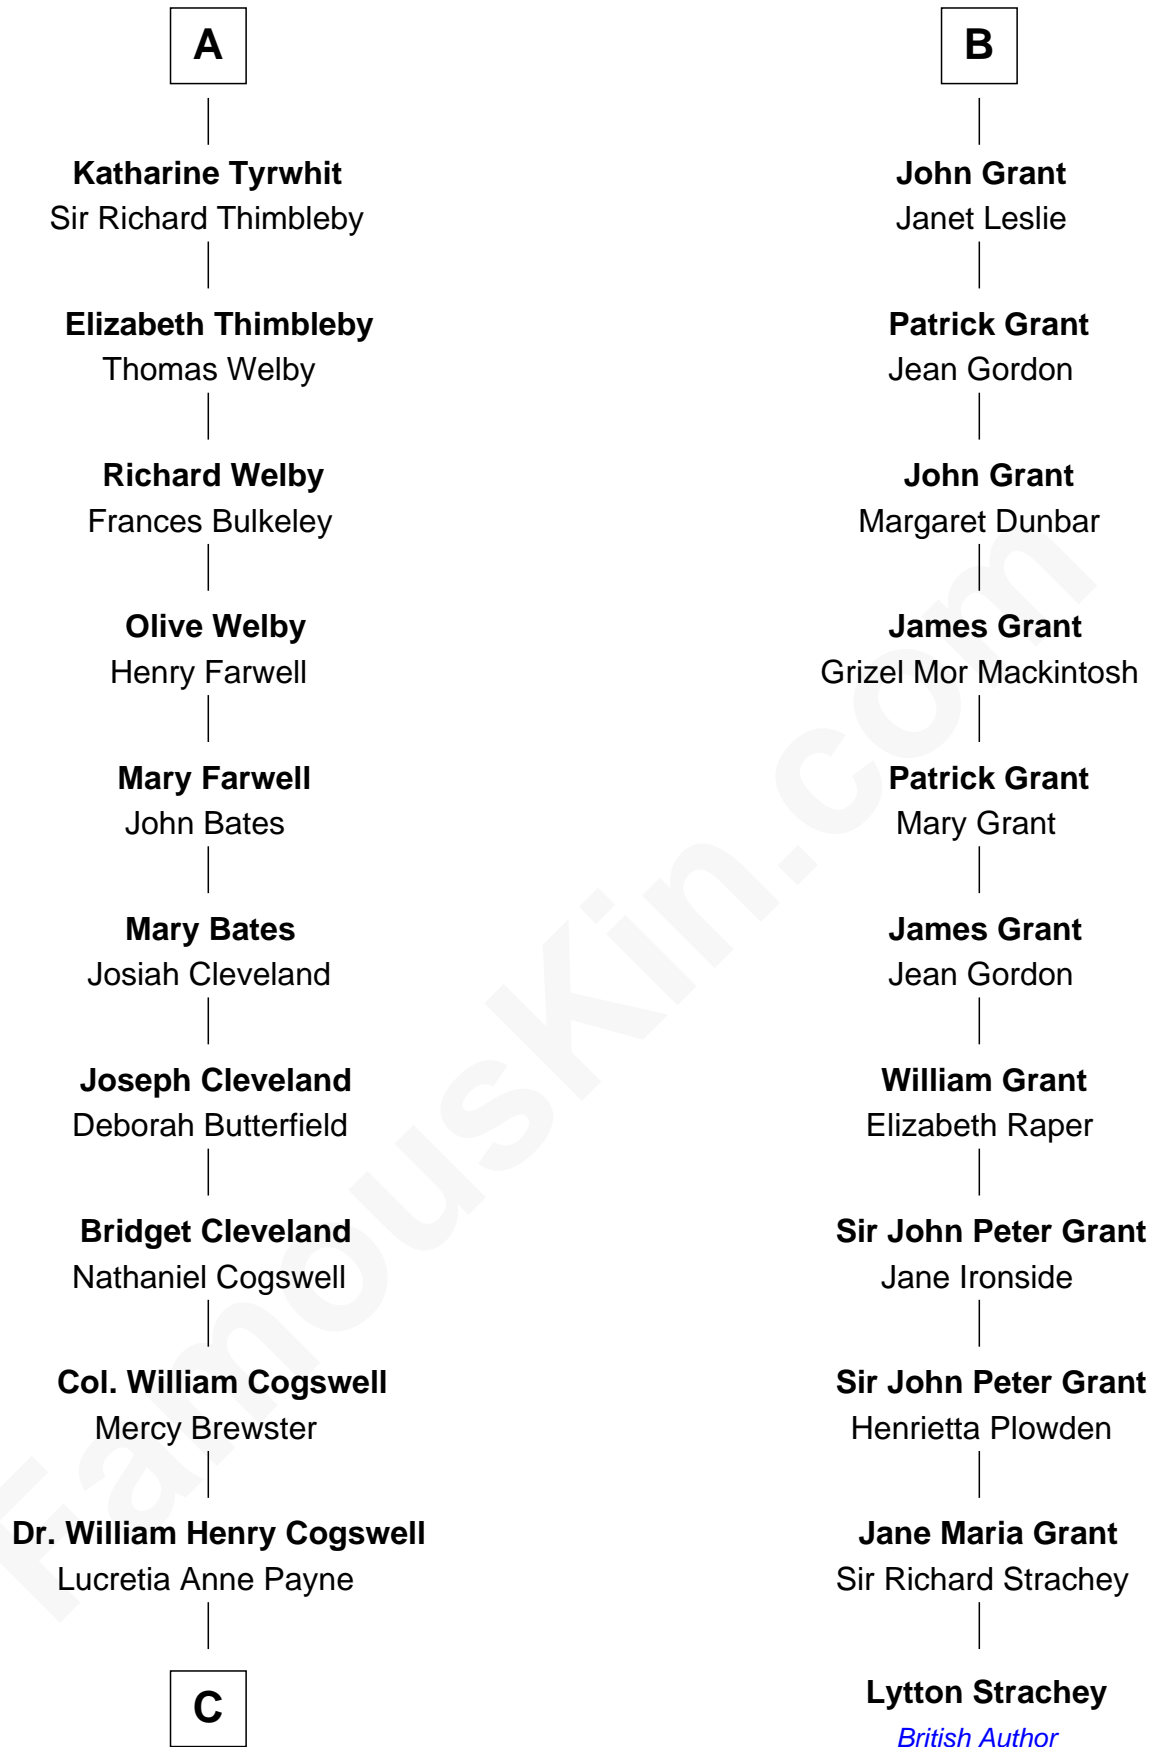 A
Katharine Tyrwhit
Sir Richard Thimbleby
Elizabeth Thimbleby
Thomas Welby
Richard Welby
Frances Bulkeley
Olive Welby
Henry Farwell
Mary Farwell
John Bates
Mary Bates
Josiah Cleveland
Joseph Cleveland
Deborah Butterfield
Bridget Cleveland
Nathaniel Cogswell
Col. William Cogswell
Mercy Brewster
Dr. William Henry Cogswell
Lucretia Anne Payne
C
B
John Grant
Janet Leslie
Patrick Grant
Jean Gordon
John Grant
Margaret Dunbar
James Grant
Grizel Mor Mackintosh
Patrick Grant
Mary Grant
James Grant
Jean Gordon
William Grant
Elizabeth Raper
Sir John Peter Grant
Jane Ironside
Sir John Peter Grant
Henrietta Plowden
Jane Maria Grant
Sir Richard Strachey
Lytton Strachey
British Author
FamousKin.com